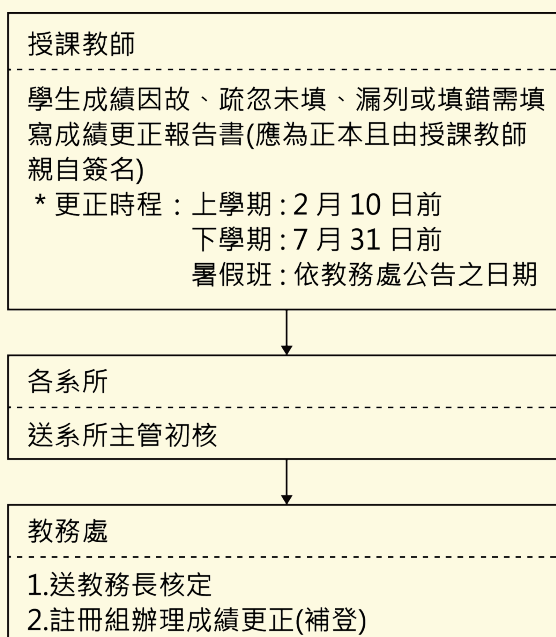 授課教師
學生成績因故、疏忽未填、漏列或填錯需填
寫成績更正報告書(應為正本且由授課教師
親自簽名)
* 更正時程 : 上學期 : 2 月 10 日前
下學期 : 7 月 31 日前
暑假班 : 依教務處公告之日期
各系所
送系所主管初核
教務處
1.送教務長核定
2.註冊組辦理成績更正(補登)